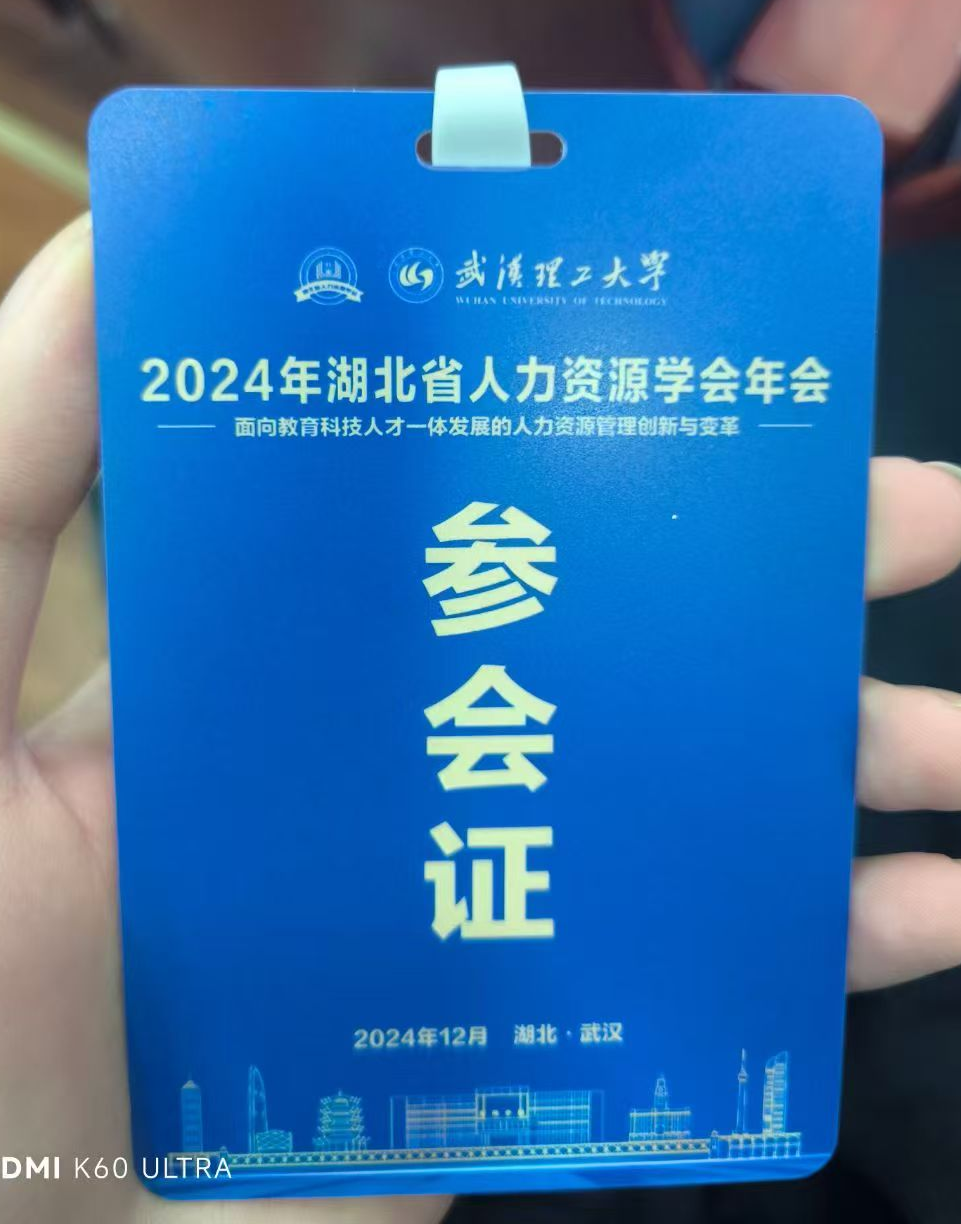 武汉理工大学
WUHAN UNIVERSITY OF TECHNOLOGY
2024年湖北省人力资源学会年会
面向教育科技人才一体发展的人力资源管理创新与变革
参
会
证
2024年12月 湖北·武汉
DMI K60 ULTRA